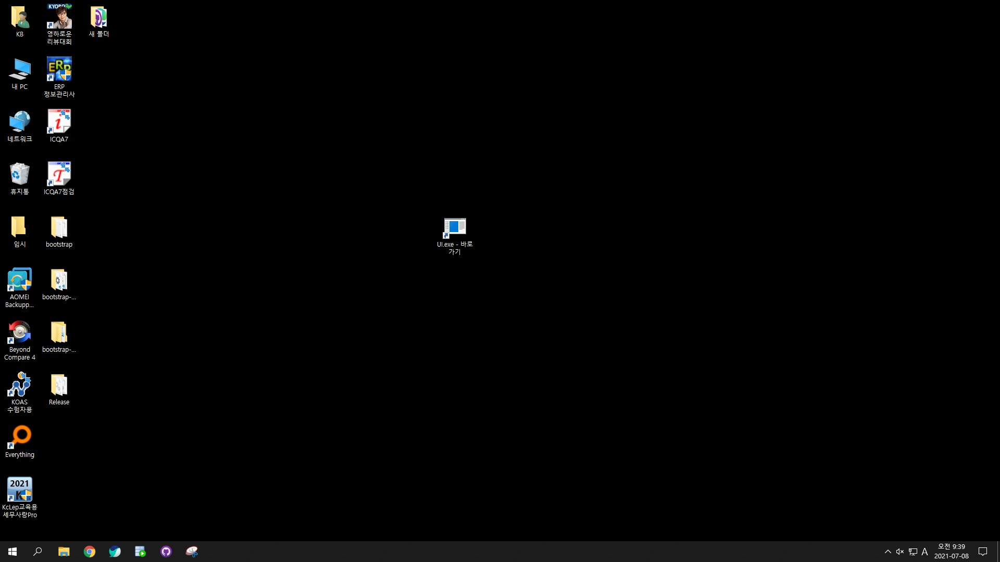 KB
내 PC
네트워크
휴지통
임시
AOMEI
Backupp...
Beyond
Compare 4
KOAS
수험자용
Everything
2021
K
KcLep교육용
세무사랑Pro
KYOBO
영하로운
리뷰대회
ERP
ERP
정보관리사
i
ICQA7
T
ICQA7점검
bootstrap
bootstrap-...
bootstrap-...
Release
새 폴더
UI.exe - 바로
가기
A
오전 9:39
2021-07-08